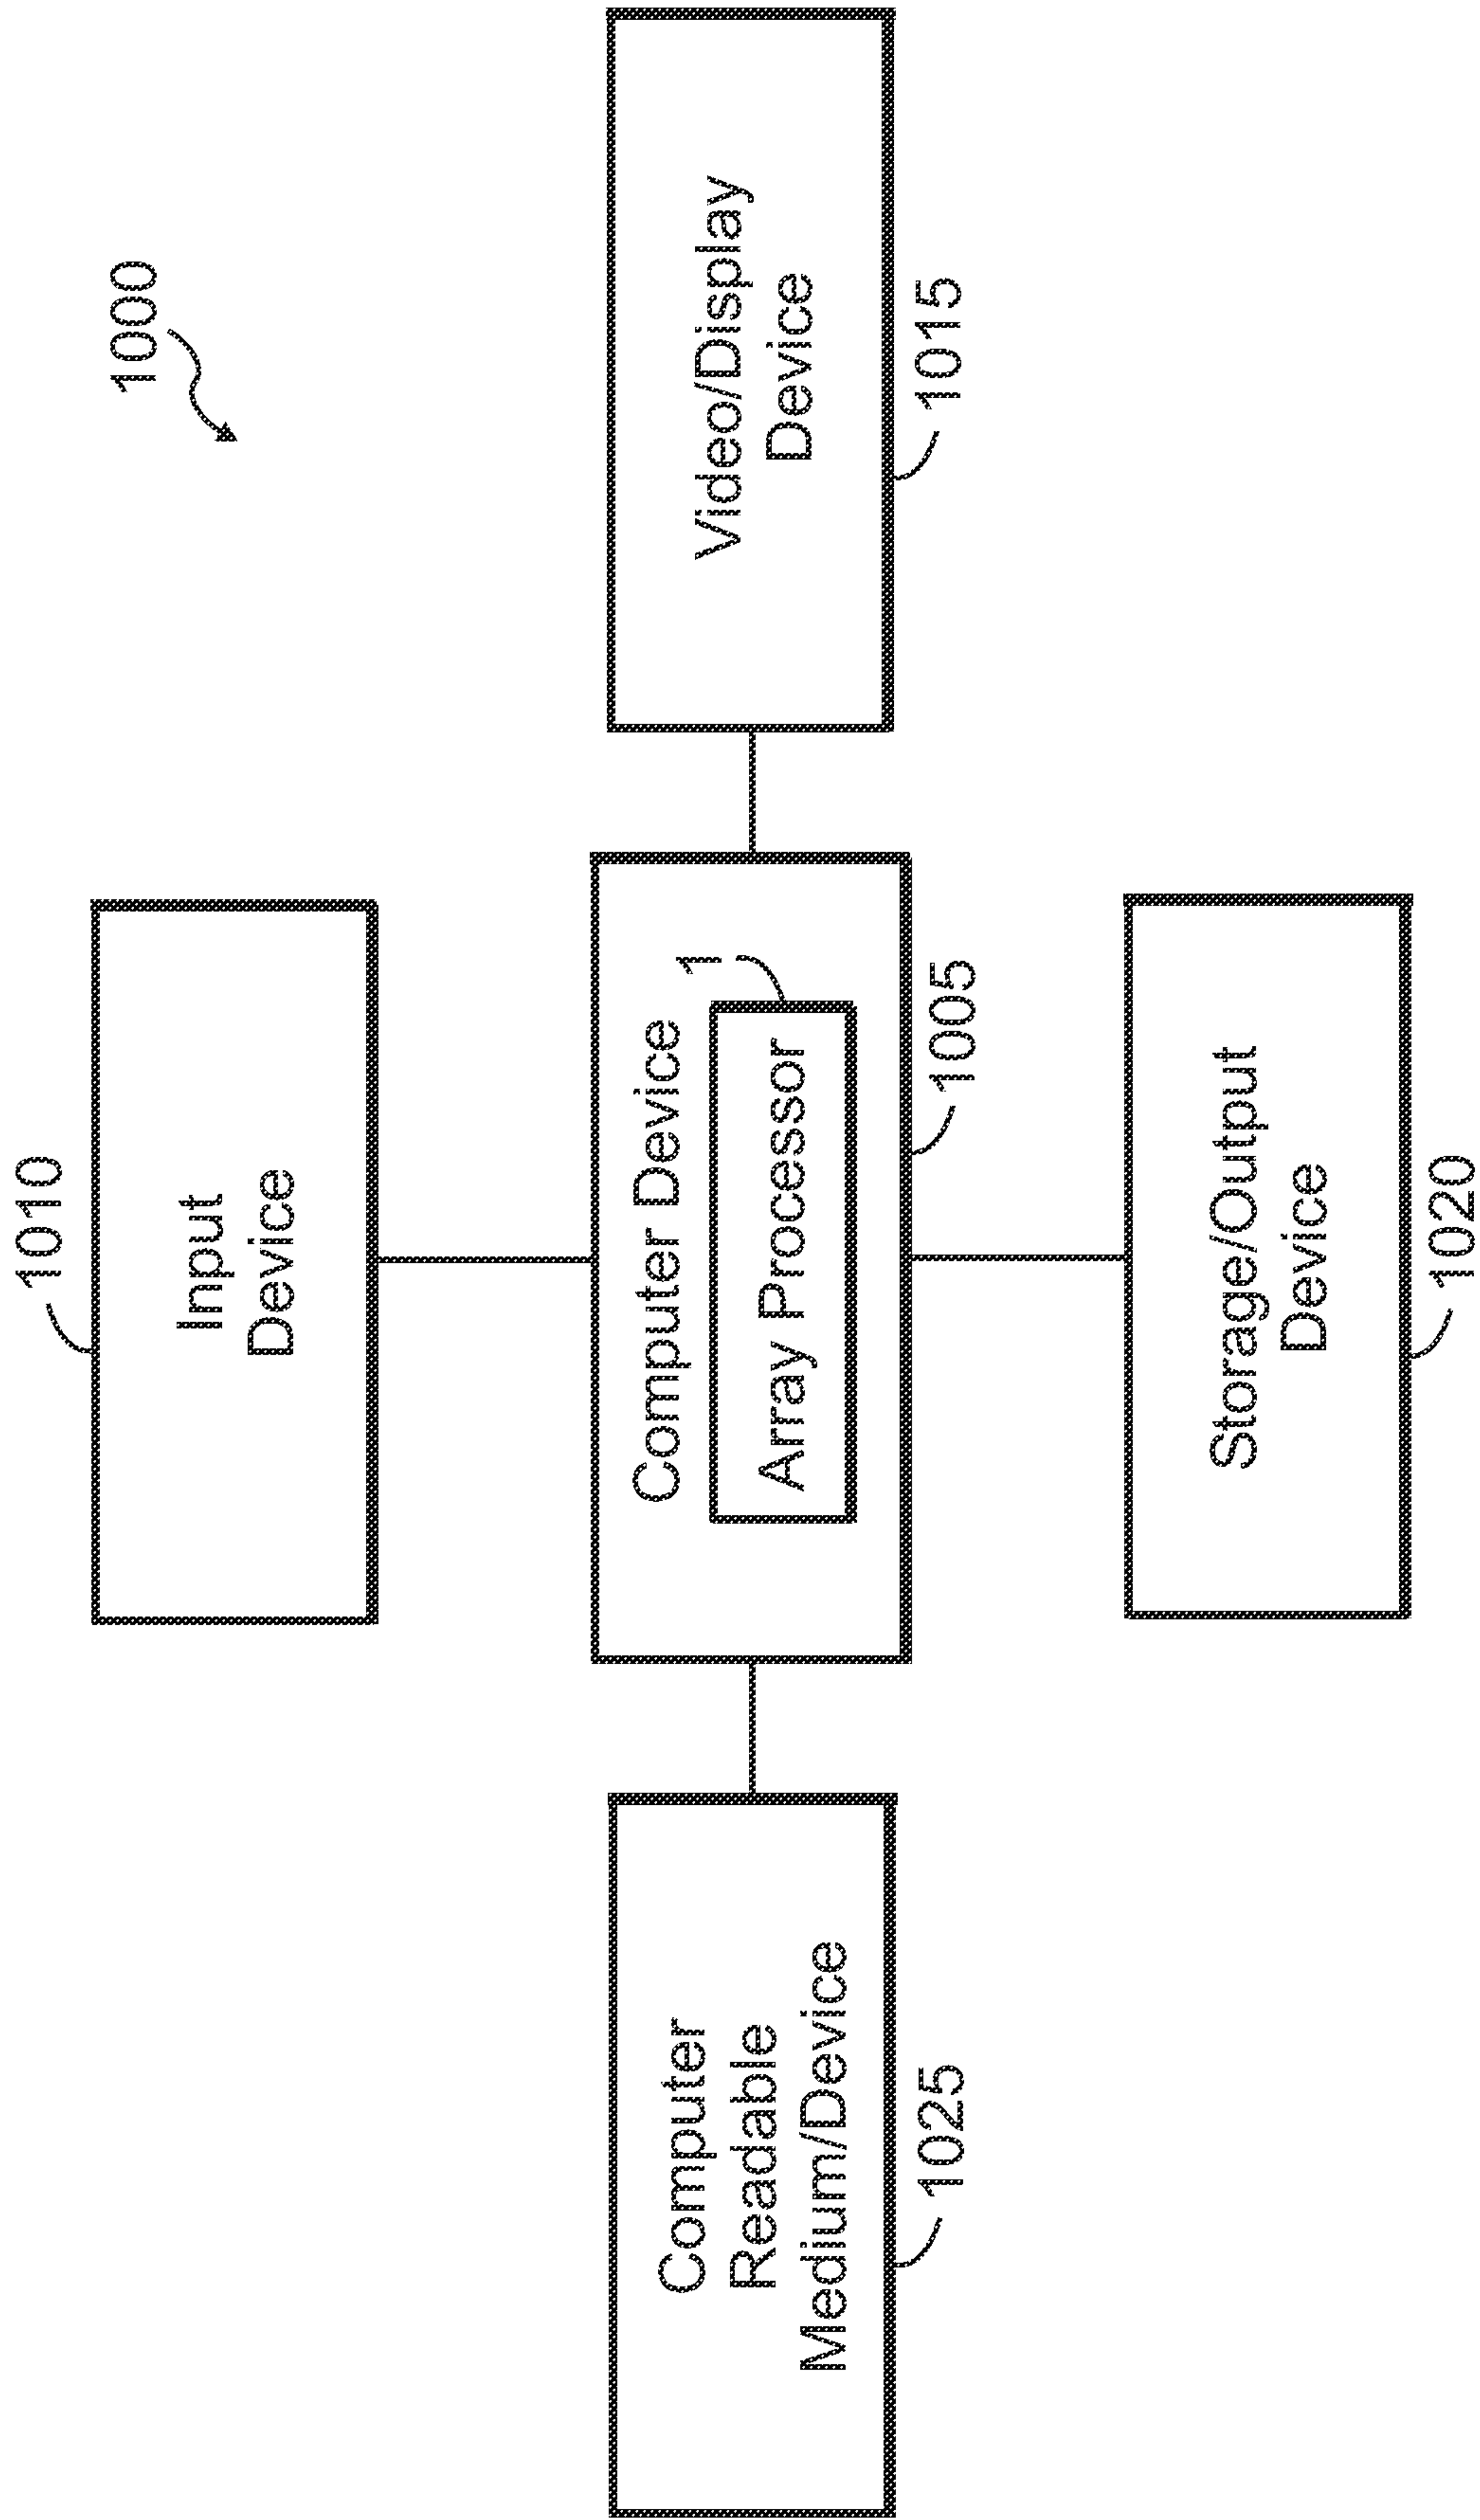 1000
1010
Input
Device
Computer
Readable
Medium/Device
1025
Computer Device
1
Array Processor
1005
Video/Display
Device
1015
Storage/Output
Device
1020